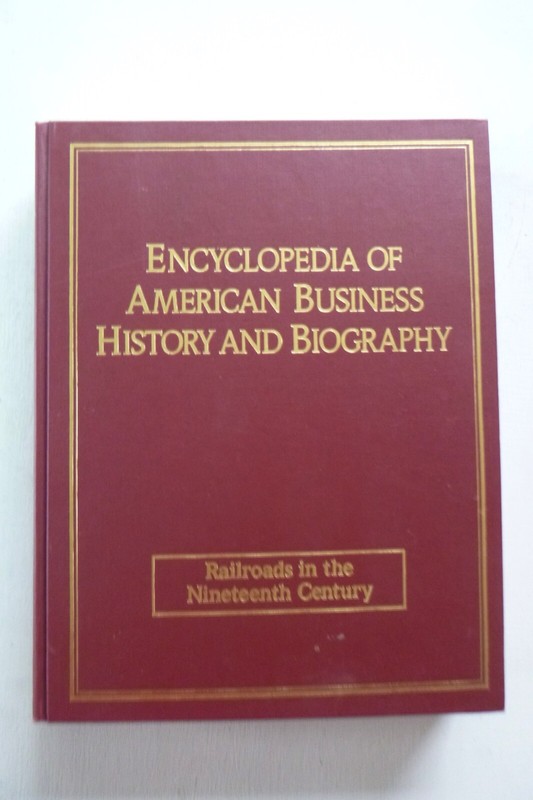 ENCYCLOPEDIA OF
AMERICAN BUSINESS
HISTORY AND BIOGRAPHY
Railroads in the
Nineteenth Century